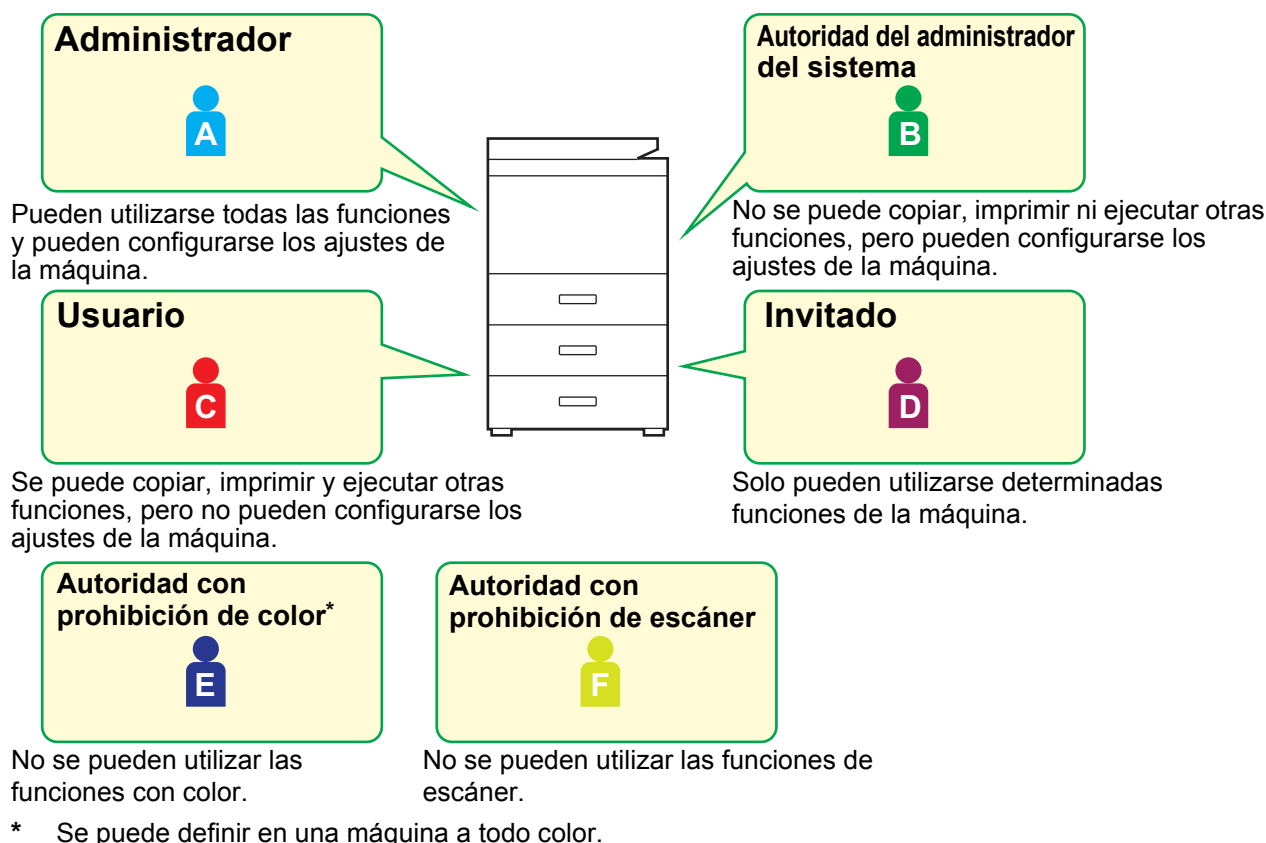 Administrador
A
Pueden utilizarse todas las funciones
y pueden configurarse los ajustes de
la máquina.
Autoridad del administrador
del sistema
B
No se puede copiar, imprimir ni ejecutar otras
funciones, pero pueden configurarse los
ajustes de la máquina.
Usuario
C
Se puede copiar, imprimir y ejecutar otras
funciones, pero no pueden configurarse los
ajustes de la máquina.
Invitado
D
Solo pueden utilizarse determinadas
funciones de la máquina.
Autoridad con
prohibición de color*
E
No se pueden utilizar las
funciones con color.
Autoridad con
prohibición de escáner
F
No se pueden utilizar las funciones de
escáner.
* Se puede definir en una máquina a todo color.